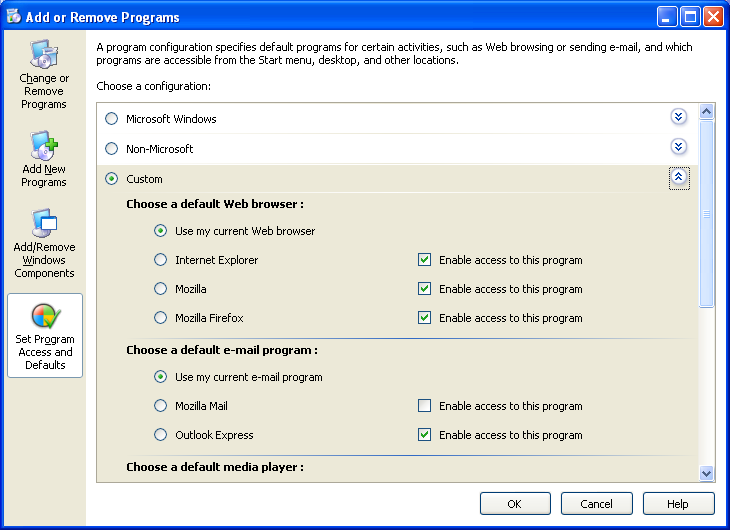 Add or Remove Programs
Change or
Remove
Programs
Add New
Programs
Add/Remove
Windows
Components
Set Program
Access and
Defaults
A program configuration specifies default programs for certain activities, such as Web browsing or sending e-mail, and which
programs are accessible from the Start menu, desktop, and other locations.
Choose a configuration:
Microsoft Windows
Non-Microsoft
Custom
Choose a default Web browser :
Use my current Web browser
Internet Explorer Enable access to this program
Mozilla Enable access to this program
Mozilla Firefox Enable access to this program
Choose a default e-mail program :
Use my current e-mail program
Mozilla Mail Enable access to this program
Outlook Express Enable access to this program
Choose a default media player :
OK Cancel Help